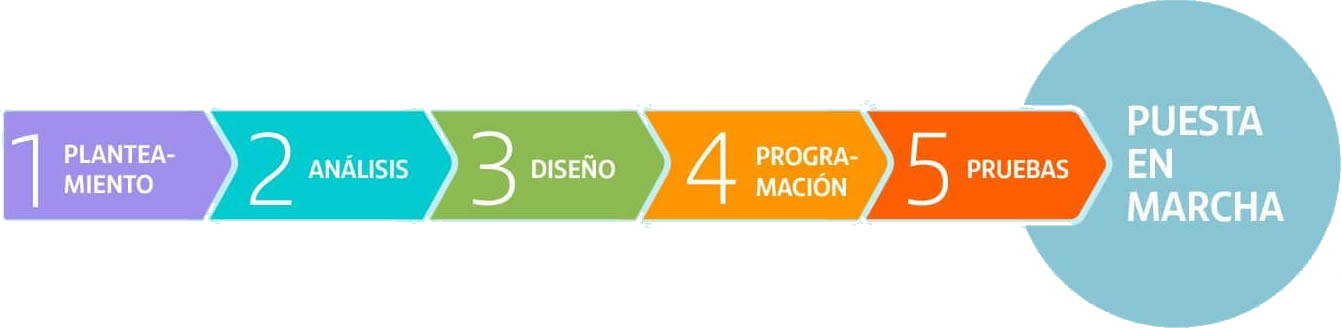 1 PLANTEA-
MIENTO
2 ANÁLISIS
3 DISEÑO
4 PROGRA-
MACIÓN
5 PRUEBAS
PUESTA
EN
MARCHA